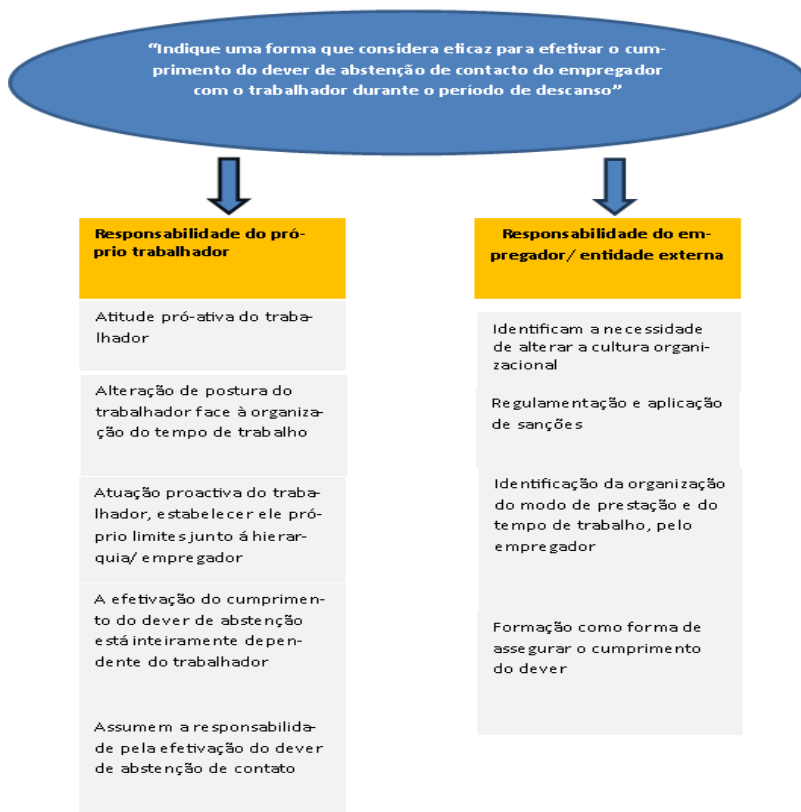 “Indique uma forma que considera eficaz para efetivar o cum-
primento do dever de abstenção de contacto do empregador
com o trabalhador durante o período de descanso”
Responsabilidade do pró-
prio trabalhador
Atitude pró-ativa do traba-
lhador
Alteração de postura do
trabalhador face à organiza-
ção do tempo de trabalho
Atuação proactiva do traba-
lhador, estabelecer ele pró-
prio limites junto á hierar-
quia/ empregador
A efetivação do cumprimen-
to do dever de abstenção
está inteiramente depen-
dente do trabalhador
Assumem a responsabilida-
de pela efetivação do dever
de abstenção de contato
Responsabilidade do em-
pregador/ entidade externa
Identificam a necessidade
de alterar a cultura organi-
zacional
Regulamentação e aplicação
de sanções
Identificação da organização
do modo de prestação e do
tempo de trabalho, pelo
empregador
Formação como forma de
assegurar o cumprimento
do dever